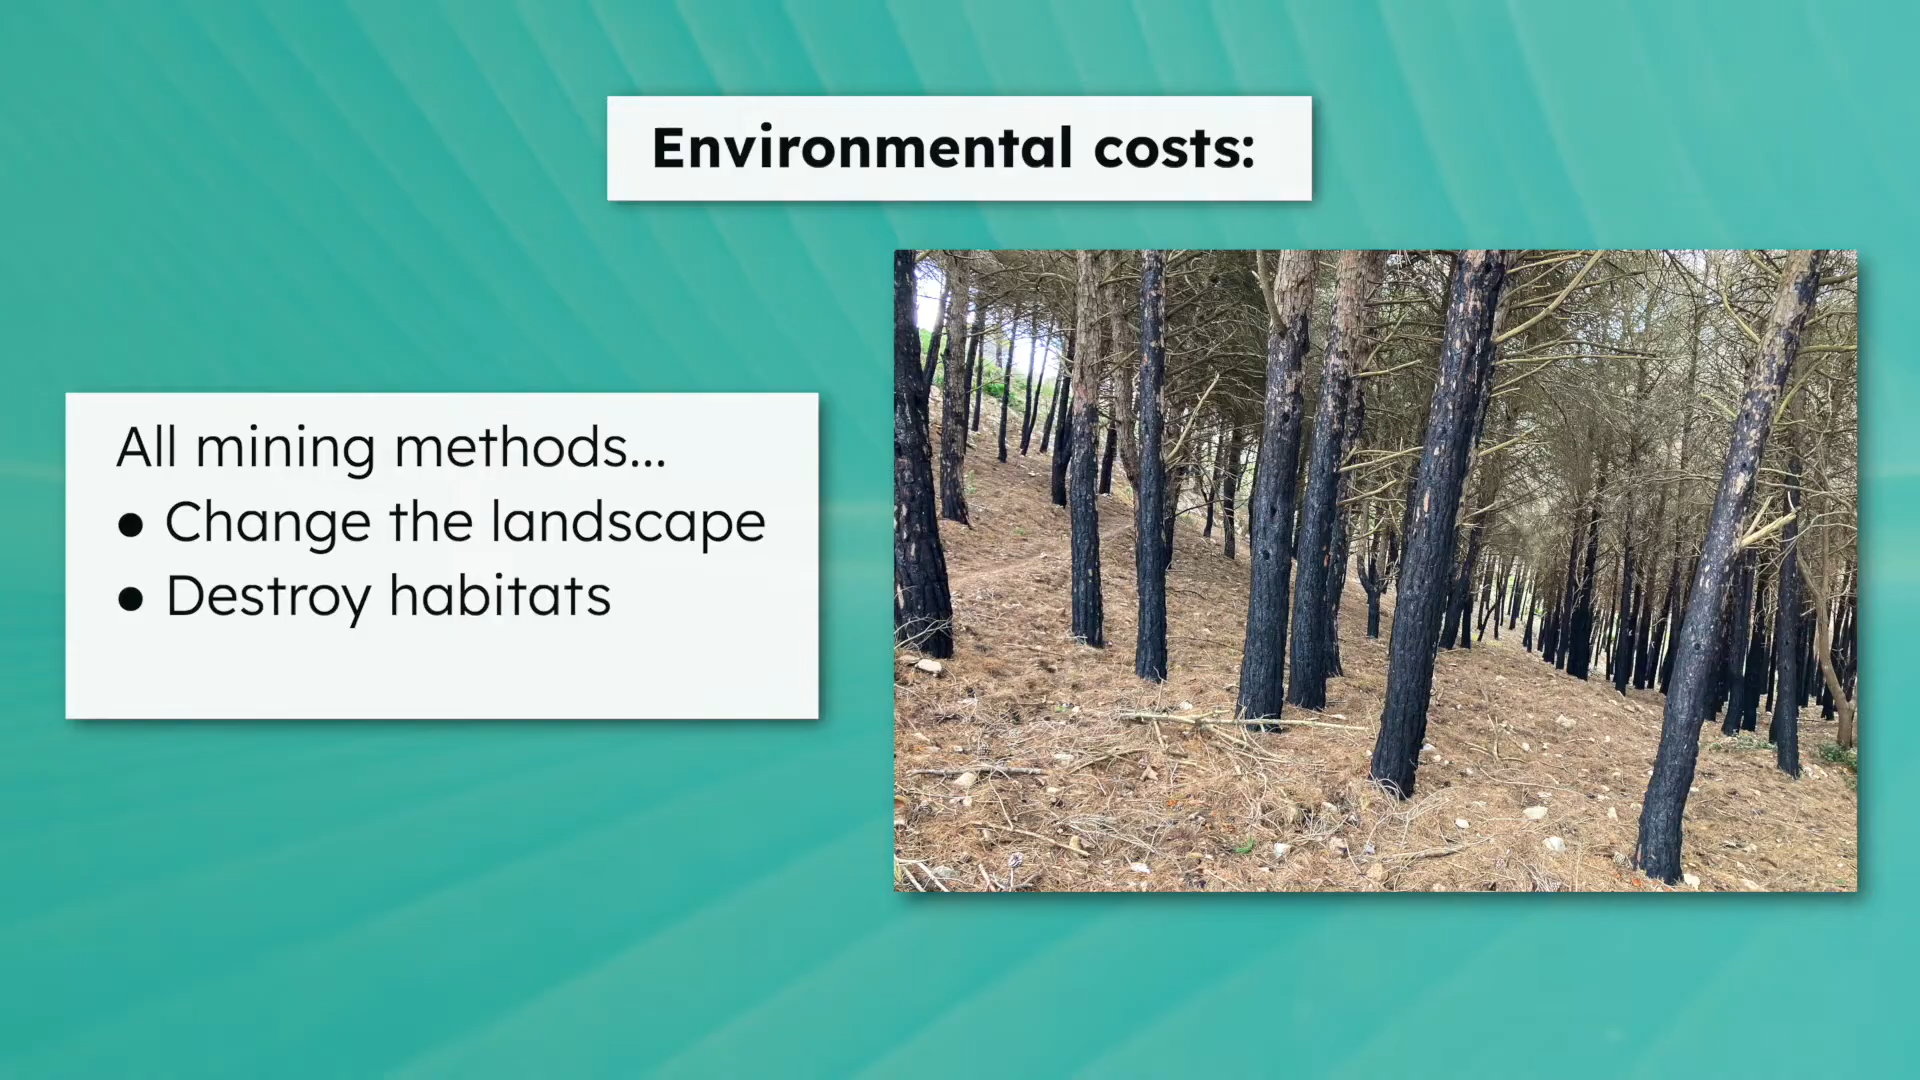 Environmental costs:
All mining methods...
● Change the landscape
● Destroy habitats